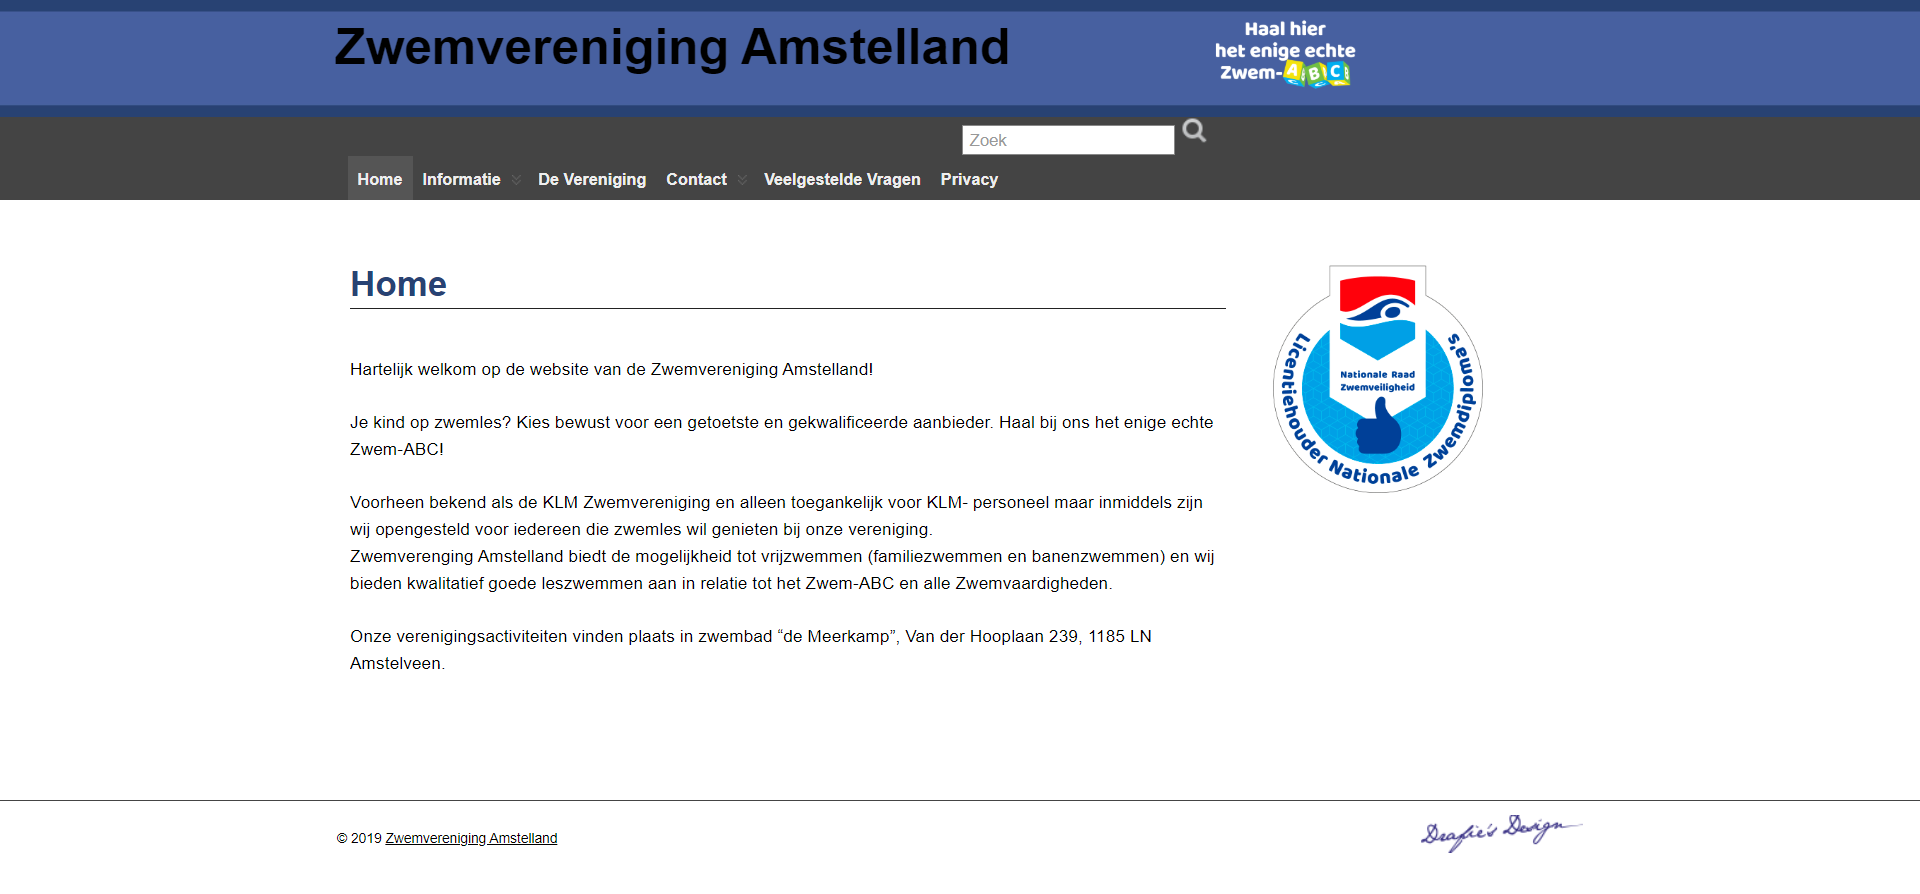 Zwemvereniging Amstelland
Haal hier
het enige echte
Zwem-ABC
Zoek
Home Informatie De Vereniging Contact Veelgestelde Vragen Privacy
Home
Hartelijk welkom op de website van de Zwemvereniging Amstelland!
Je kind op zwemles? Kies bewust voor een getoetste en gekwalificeerde aanbieder. Haal bij ons het enige echte
Zwem-ABC!
Voorheen bekend als de KLM Zwemvereniging en alleen toegankelijk voor KLM- personeel maar inmiddels zijn
wij opengesteld voor iedereen die zwemles wil genieten bij onze vereniging.
Zwemverenging Amstelland biedt de mogelijkheid tot vrijzwemmen (familiezwemmen en banenzwemmen) en wij
bieden kwalitatief goede leszwemmen aan in relatie tot het Zwem-ABC en alle Zwemvaardigheden.
Onze verenigingsactiviteiten vinden plaats in zwembad “de Meerkamp”, Van der Hooplaan 239, 1185 LN
Amstelveen.
Nationale Raad
Zwemveiligheid
Licentiehouder Nationale Zwemdiploma's
© 2019 Zwemvereniging Amstelland
Drafie's Design